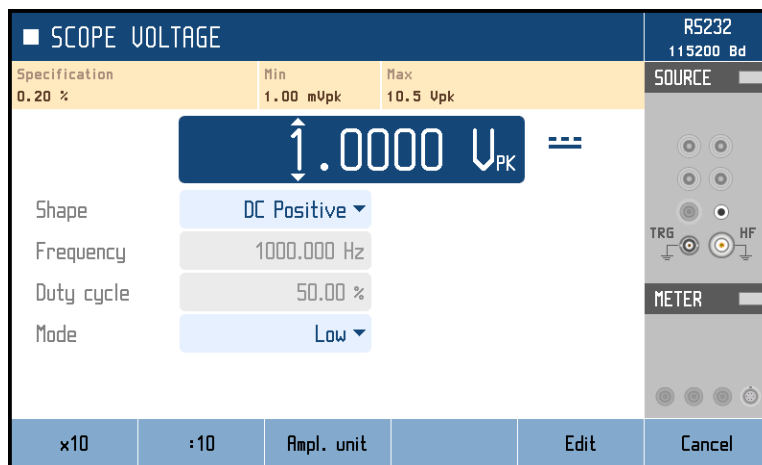 SCOPE VOLTAGE
RS232
115200 Bd
Specification Min Max
0.20 % 1.00 mVpk 10.5 Vpk
SOURCE
1.0000 VPK
Shape DC Positive
Frequency 1000.000 Hz
TRG HF
Duty cycle 50.00 %
METER
Mode Low
x10 :10 Ampl. unit Edit Cancel